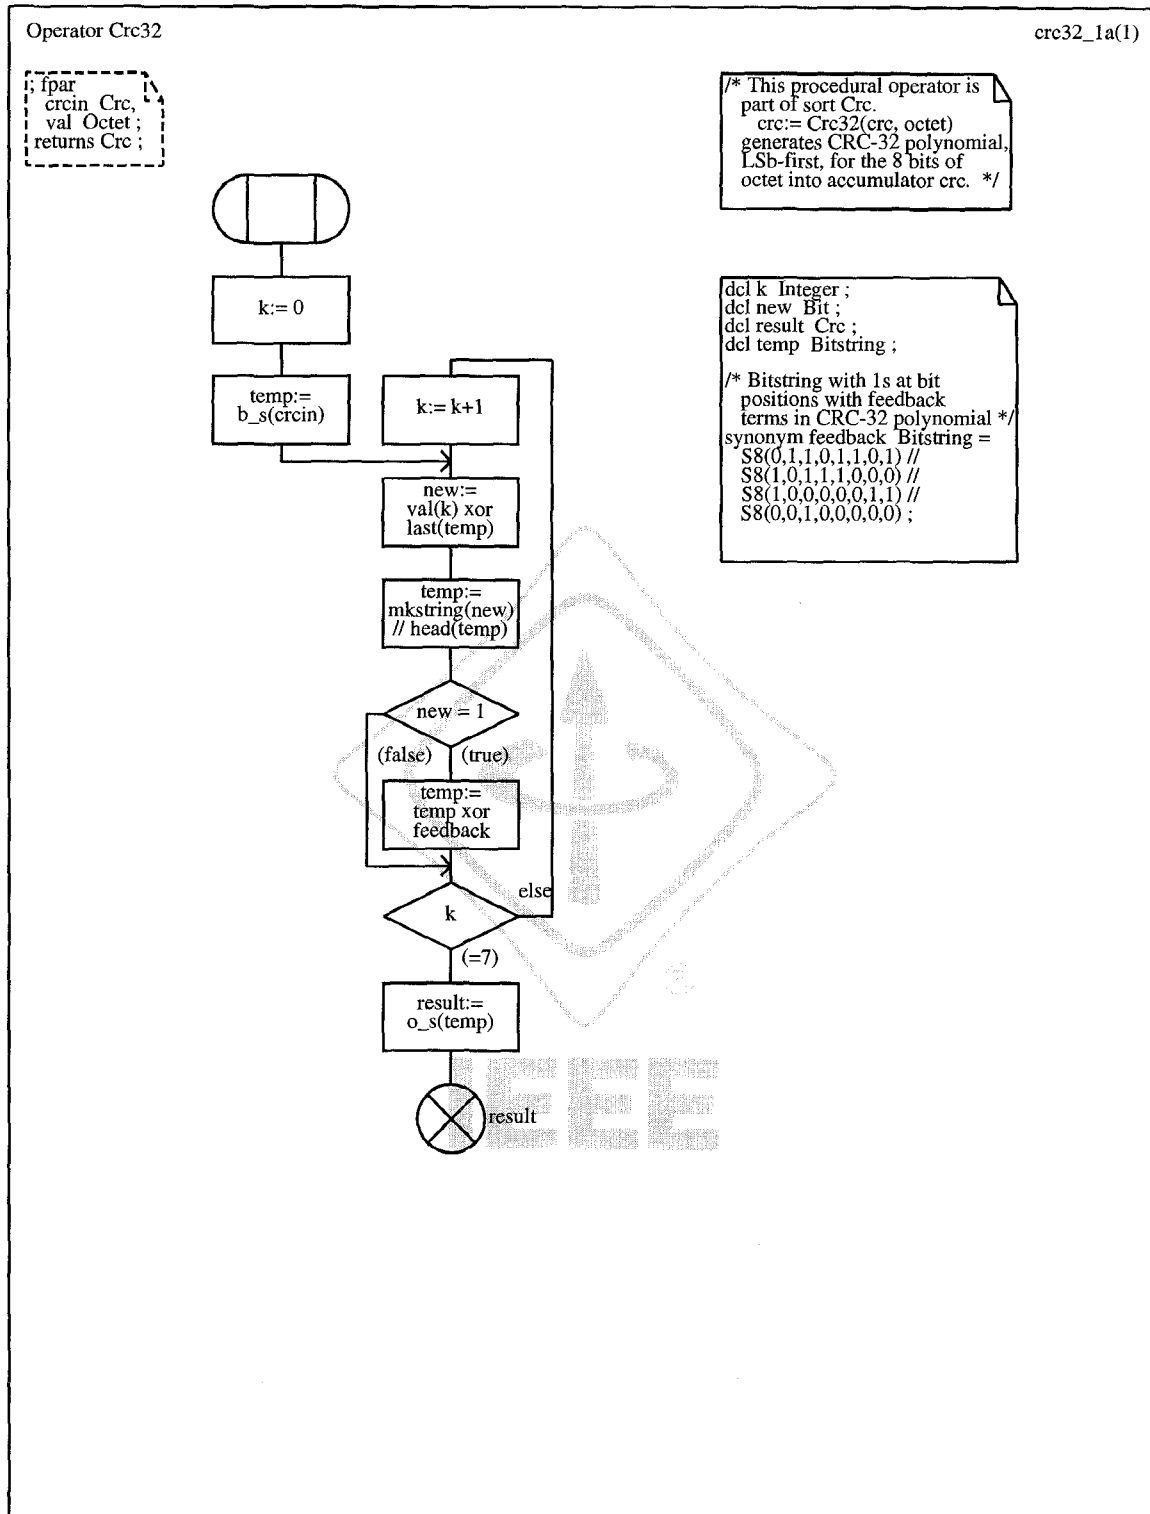 Operator Crc32
crc32_1a(1)
; fpar
crcin Crc,
val Octet ;
returns Crc ;
/* This procedural operator is
part of sort Crc.
crc:= Crc32(crc, octet)
generates CRC-32 polynomial,
LSb-first, for the 8 bits of
octet into accumulator crc. */
k:= 0
dcl k Integer ;
dcl new Bit ;
dcl result Crc ;
dcl temp Bitstring ;
/* Bitstring with 1s at bit
positions with feedback
terms in CRC-32 polynomial */
synonym feedback Bitstring =
S8(0,1,1,0,1,1,0,1) //
S8(1,0,1,1,1,0,0,0) //
S8(1,0,0,0,0,0,1,1) //
S8(0,0,1,0,0,0,0,0) ;
temp:=
b_s(crcin)
k:= k+1
new:=
val(k) xor
last(temp)
temp:=
mkstring(new)
// head(temp)
new = 1
(false)
(true)
temp:=
temp xor
feedback
else
k
(=7)
result:=
o_s(temp)
result
IEEE
®